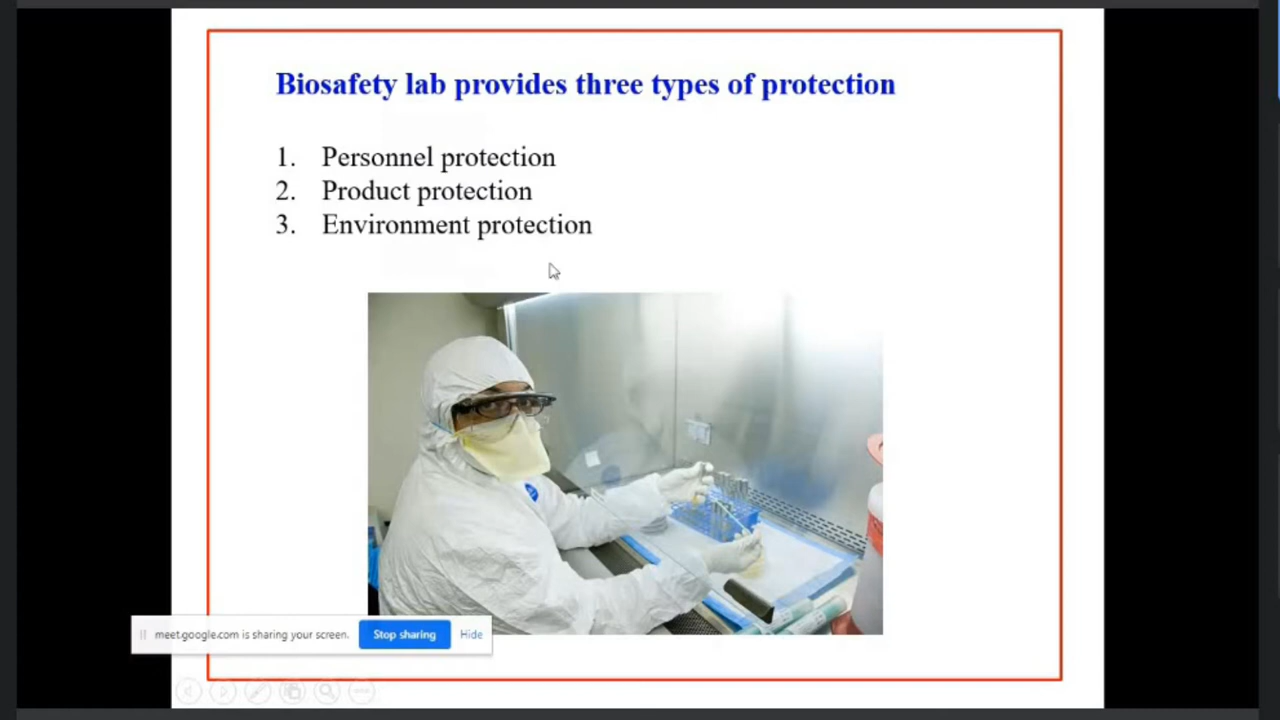 Biosafety lab provides three types of protection
1. Personnel protection
2. Product protection
3. Environment protection
meet.google.com is sharing your screen. Stop sharing Hide